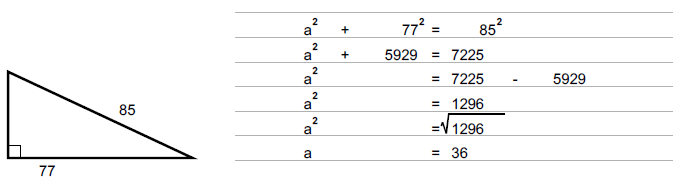 a² + 77² = 85²
a² + 5929 = 7225
a² = 7225 - 5929
a² = 1296
a² = √1296
a = 36
85
77